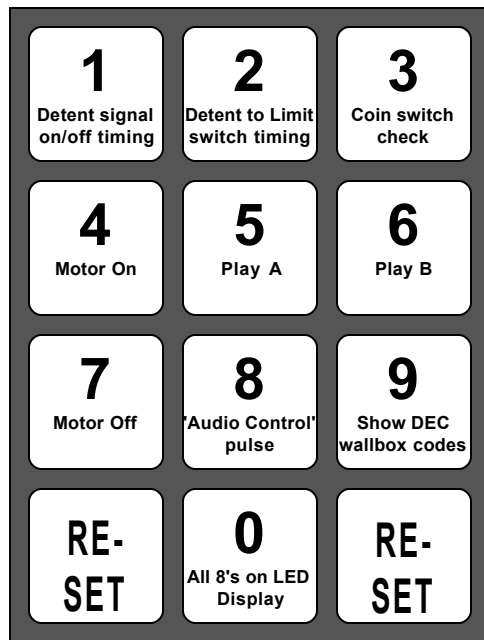 1
Detent signal
on/off timing
2
Detent to Limit
switch timing
3
Coin switch
check
4
Motor On
5
Play A
6
Play B
7
Motor Off
8
'Audio Control'
pulse
9
Show DEC
wallbox codes
RE-
SET
0
All 8's on LED
Display
RE-
SET